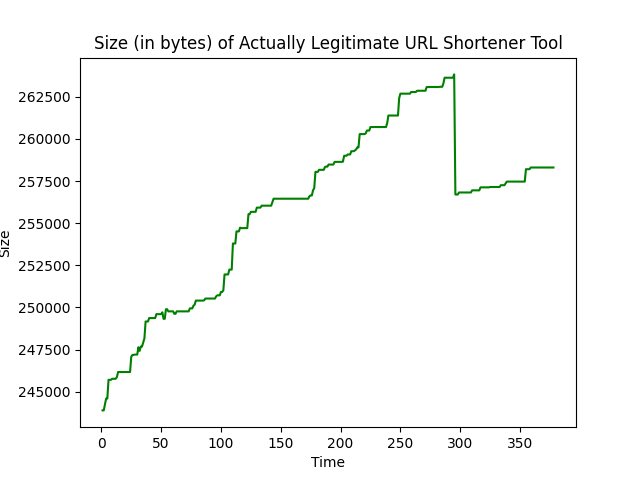 Size (in bytes) of Actually Legitimate URL Shortener Tool
262500
260000
257500
255000
252500
250000
247500
245000
Size
0 50 100 150 200 250 300 350
Time